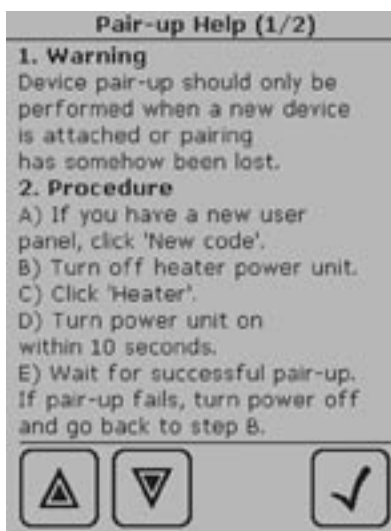 Pair-up Help (1/2)
1. Warning
Device pair-up should only be
performed when a new device
is attached or pairing
has somehow been lost.
2. Procedure
A) If you have a new user
panel, click 'New code'.
B) Turn off heater power unit.
C) Click 'Heater'.
D) Turn power unit on
within 10 seconds.
E) Wait for successful pair-up.
If pair-up fails, turn power off
and go back to step B.